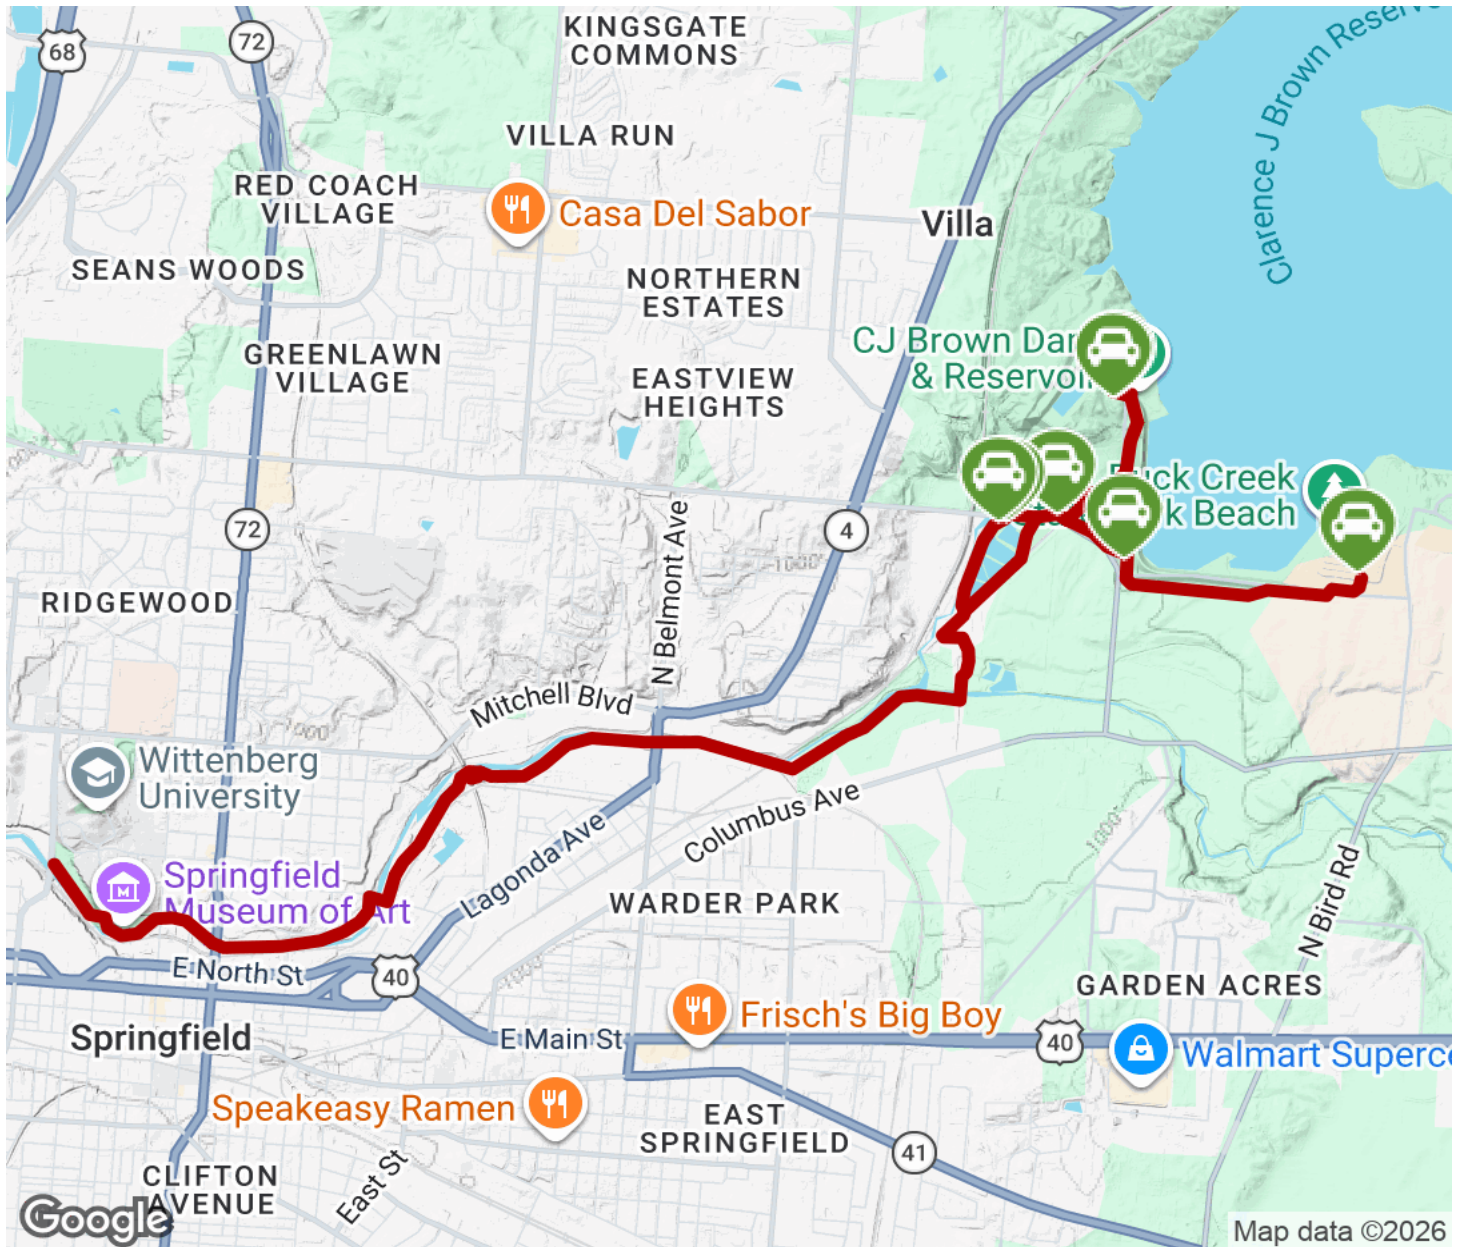 KINGSGATE
COMMONS
68
72
VILLA RUN
RED COACH
VILLAGE
Casa Del Sabor
Villa
SEANS WOODS
NORTHERN
ESTATES
Clarence J Brown
GREENLAWN
VILLAGE
CJ Brown
& Reservoi
EASTVIEW
HEIGHTS
ck Creek
k Beach
72
4
N Belmont Ave
1000
RIDGEWOOD
Mitchell Blvd
1000
Wittenberg
University
Columbus Ave
1000
Lagonda Ave
Springfield
Museum of Art
WARDER PARK
N Bird Rd
E North St
40
1000
GARDEN ACRES
Frisch's Big Boy
Springfield
E Main St
40
Walmart Superc
Speakeasy Ramen
EAST
SPRINGFIELD
41
CLIFTON
AVENUE
East St
Google
Map data ©2026